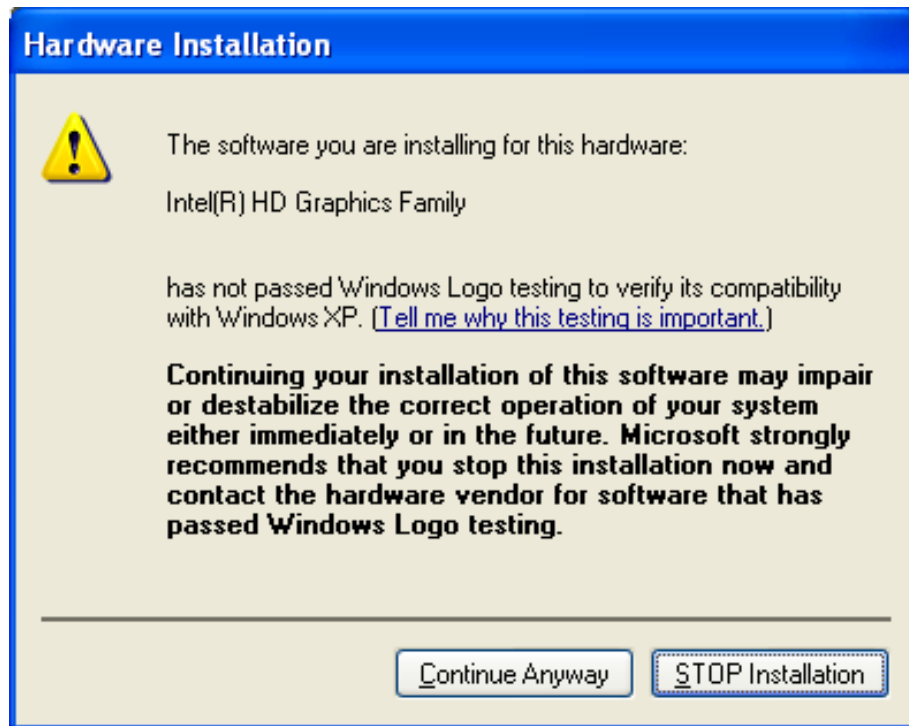 Hardware Installation
The software you are installing for this hardware:
Intel(R) HD Graphics Family
has not passed Windows Logo testing to verify its compatibility
with Windows XP. (Tell me why this testing is important.)
Continuing your installation of this software may impair
or destabilize the correct operation of your system
either immediately or in the future. Microsoft strongly
recommends that you stop this installation now and
contact the hardware vendor for software that has
passed Windows Logo testing.
Continue Anyway
STOP Installation